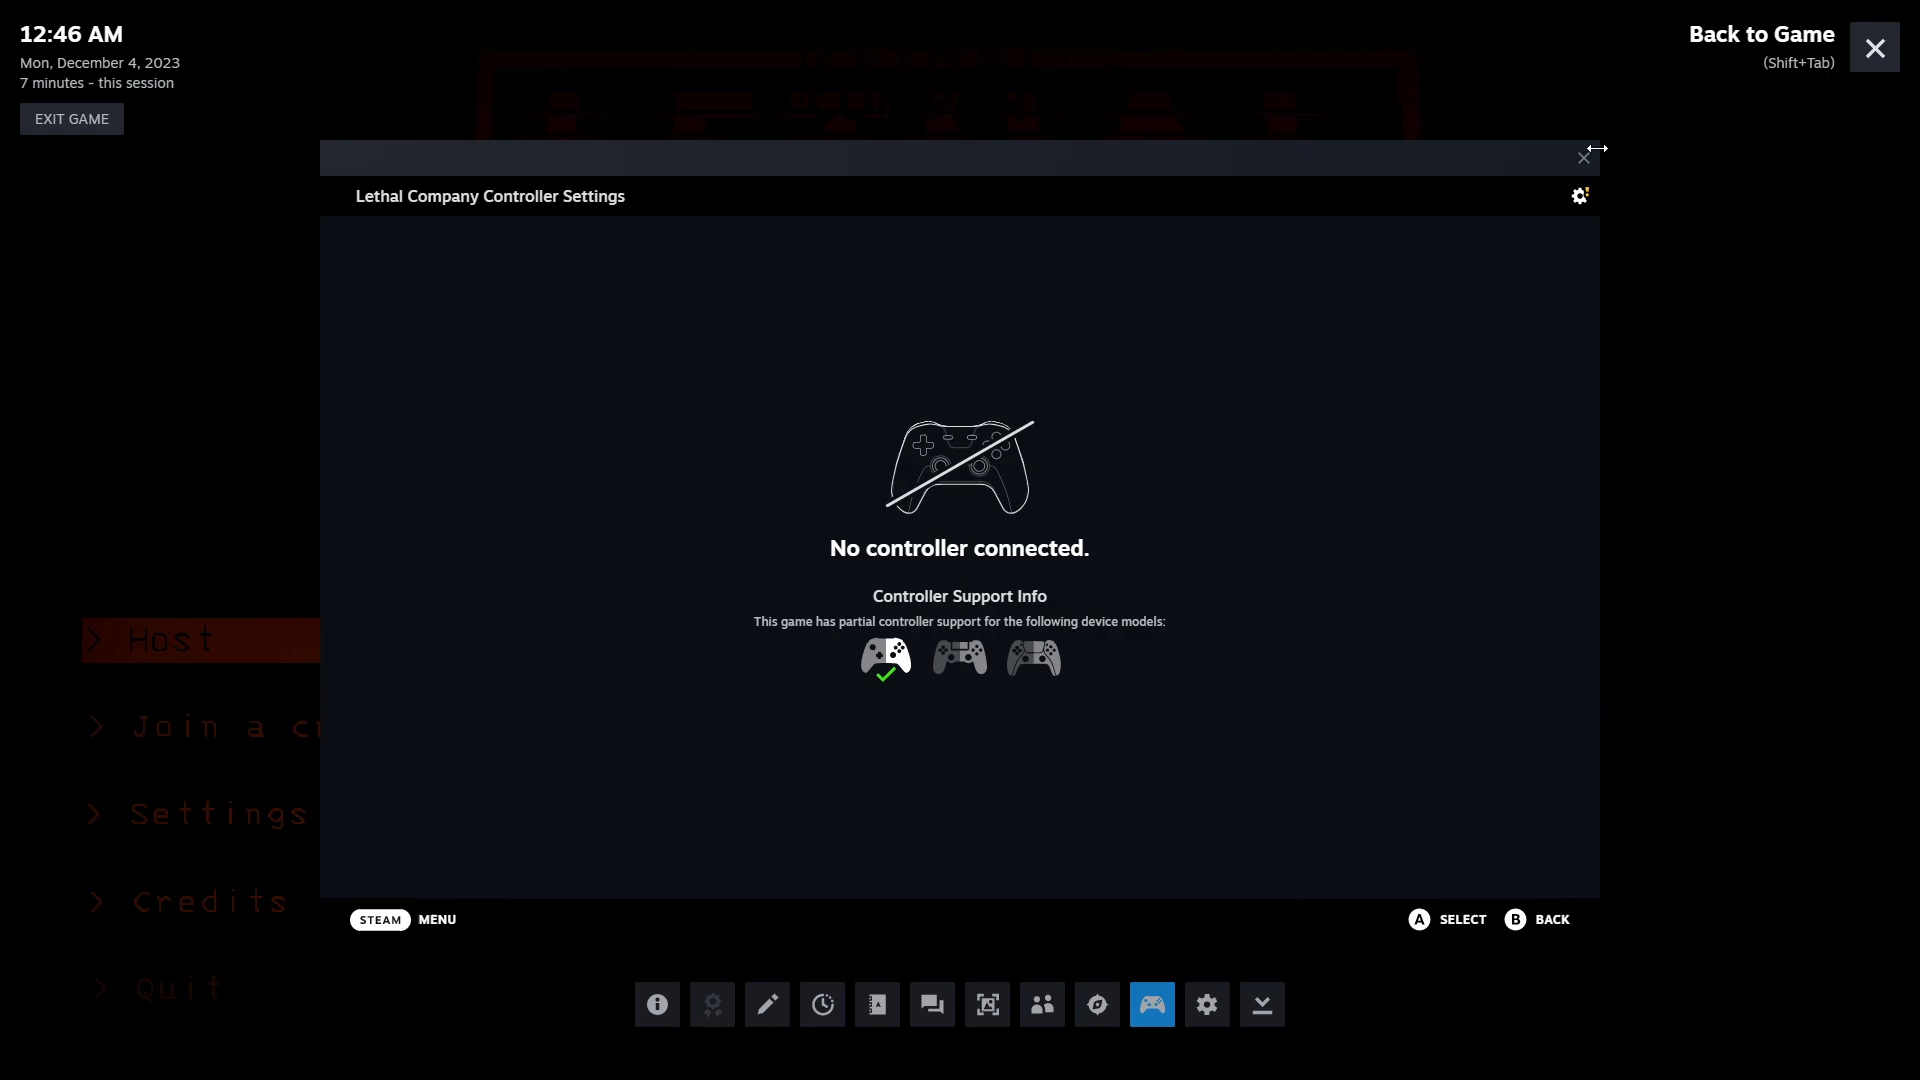 12:46 AM
Mon, December 4, 2023
7 minutes - this session
EXIT GAME
Back to Game
(Shift+Tab)
LETHAL
Lethal Company Controller Settings
No controller connected.
Controller Support Info
This game has partial controller support for the following device models:
> Host
> Join a cr
> Settings
> Credits
> Quit
STEAM MENU
A SELECT B BACK